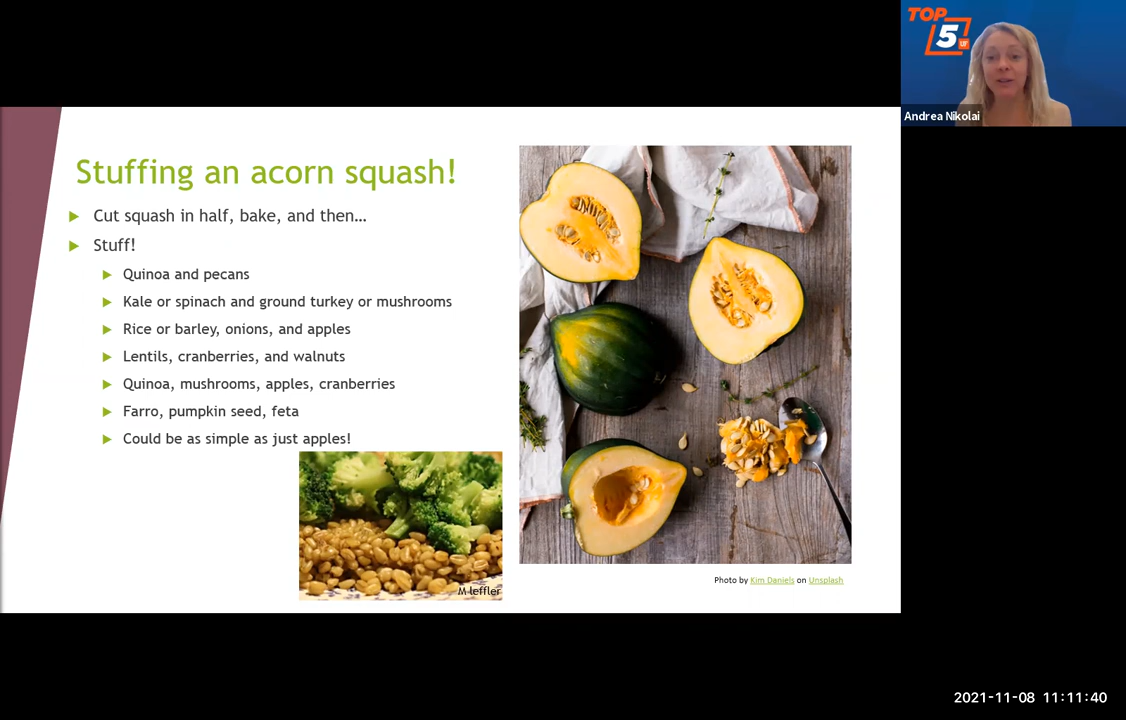 TOP
5
UF
Andrea Nikolai
Stuffing an acorn squash!
Cut squash in half, bake, and then…
Stuff!
Quinoa and pecans
Kale or spinach and ground turkey or mushrooms
Rice or barley, onions, and apples
Lentils, cranberries, and walnuts
Quinoa, mushrooms, apples, cranberries
Farro, pumpkin seed, feta
Could be as simple as just apples!
M leffler
Photo by Kim Daniels on Unsplash
2021-11-08 11:11:40